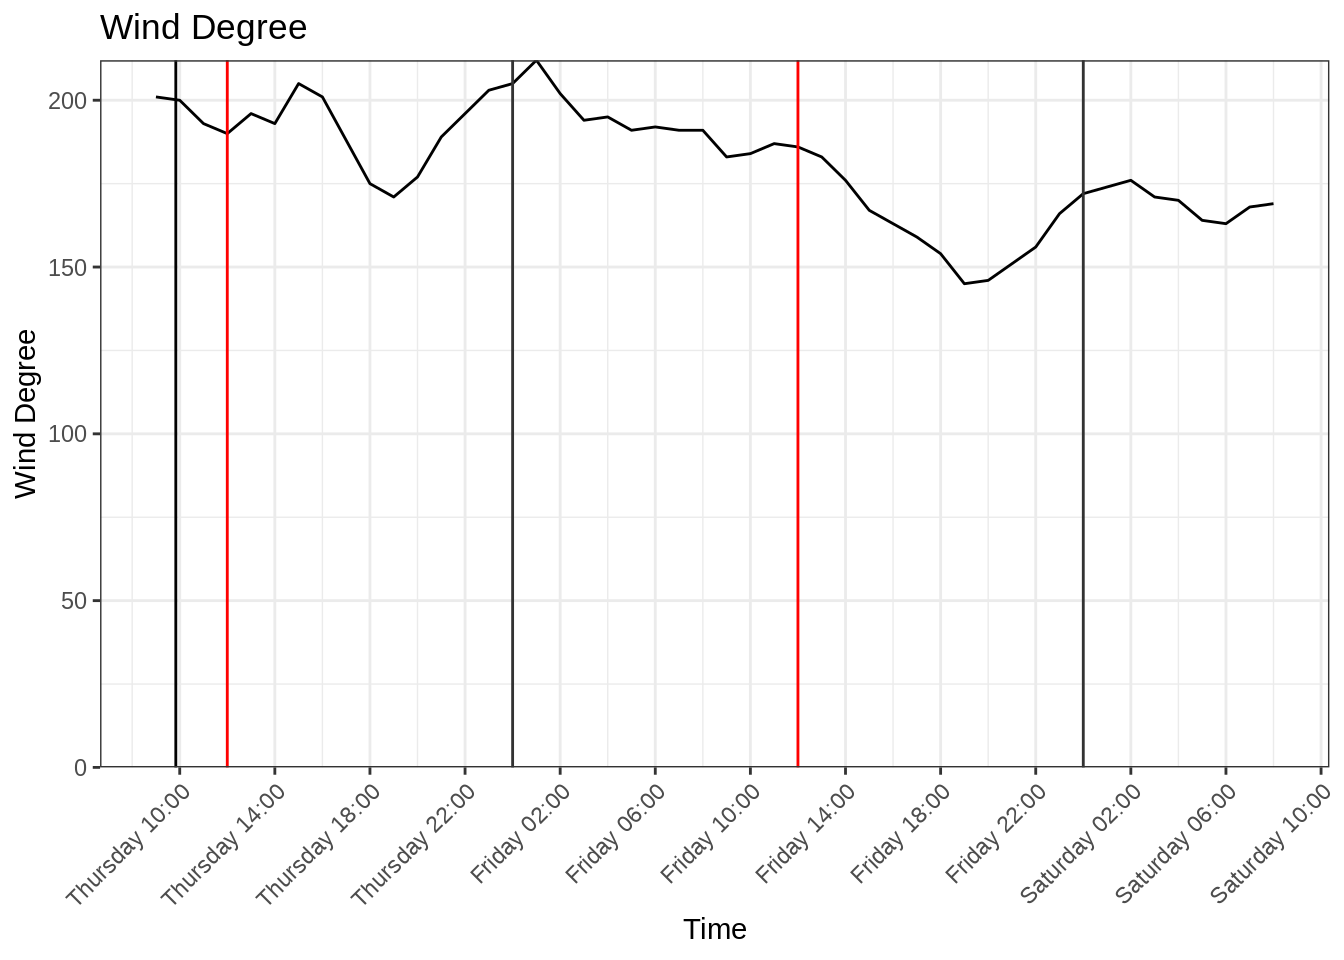 Wind Degree
Wind Degree
200
150
100
50
0
Thursday 10:00
Thursday 14:00
Thursday 18:00
Thursday 22:00
Friday 02:00
Friday 06:00
Friday 10:00
Friday 14:00
Friday 18:00
Friday 22:00
Saturday 02:00
Saturday 06:00
Saturday 10:00
Time